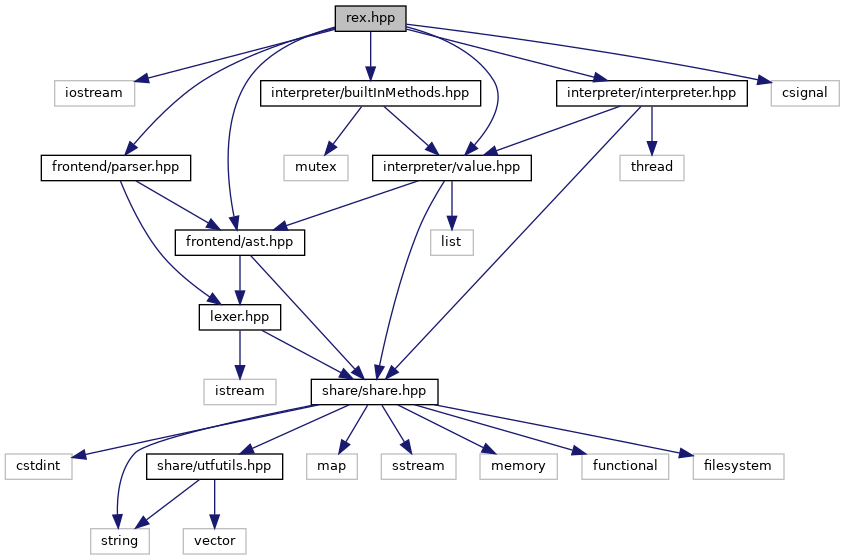 rex.hpp
iostream
interpreter/builtInMethods.hpp
interpreter/interpreter.hpp
csignal
frontend/parser.hpp
mutex
interpreter/value.hpp
thread
frontend/ast.hpp
list
lexer.hpp
istream
share/share.hpp
cstdint
share/utfutils.hpp
map
sstream
memory
functional
filesystem
string
vector